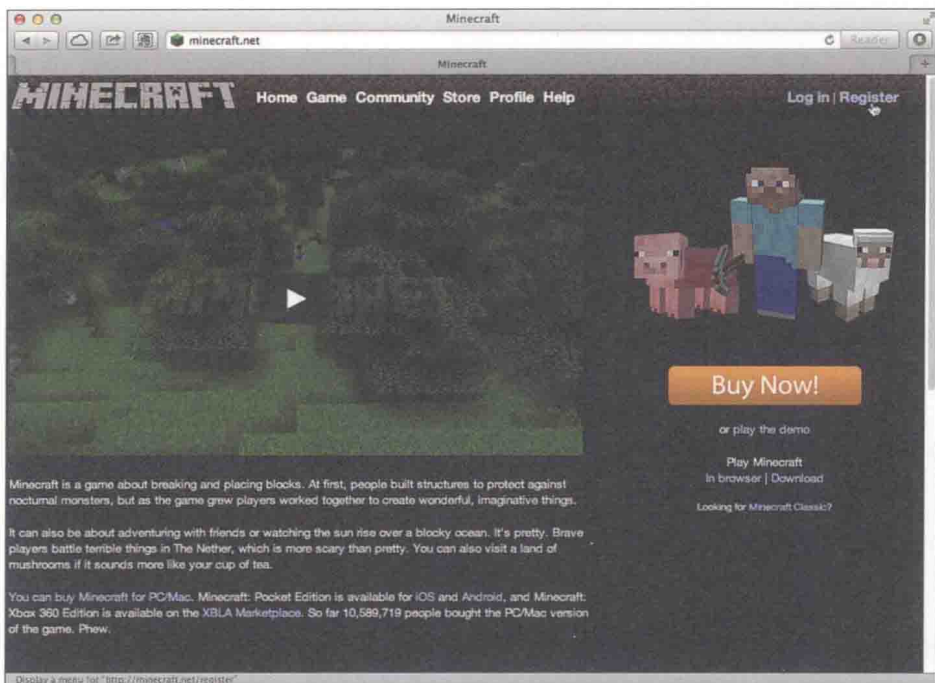 Minecraft
minecraft.net
Reader
Minecraft
MINECRAFT
Home Game Community Store Profile Help
Log in | Register
Buy Now!
or play the demo
Play Minecraft
In browser | Download
Looking for Minecraft Classic?
Minecraft is a game about breaking and placing blocks. At first, people built structures to protect against
nocturnal monsters, but as the game grew players worked together to create wonderful, imaginative things.
It can also be about adventuring with friends or watching the sun rise over a blocky ocean. It's pretty. Brave
players battle terrible things in The Nether, which is more scary than pretty. You can also visit a land of
mushrooms if it sounds more like your cup of tea.
You can buy Minecraft for PC/Mac. Minecraft: Pocket Edition is available for iOS and Android, and Minecraft:
Xbox 360 Edition is available on the XBLA Marketplace. So far 10,589,719 people bought the PC/Mac version
of the game. Phew.
Display a menu for "http://minecraft.net/register"